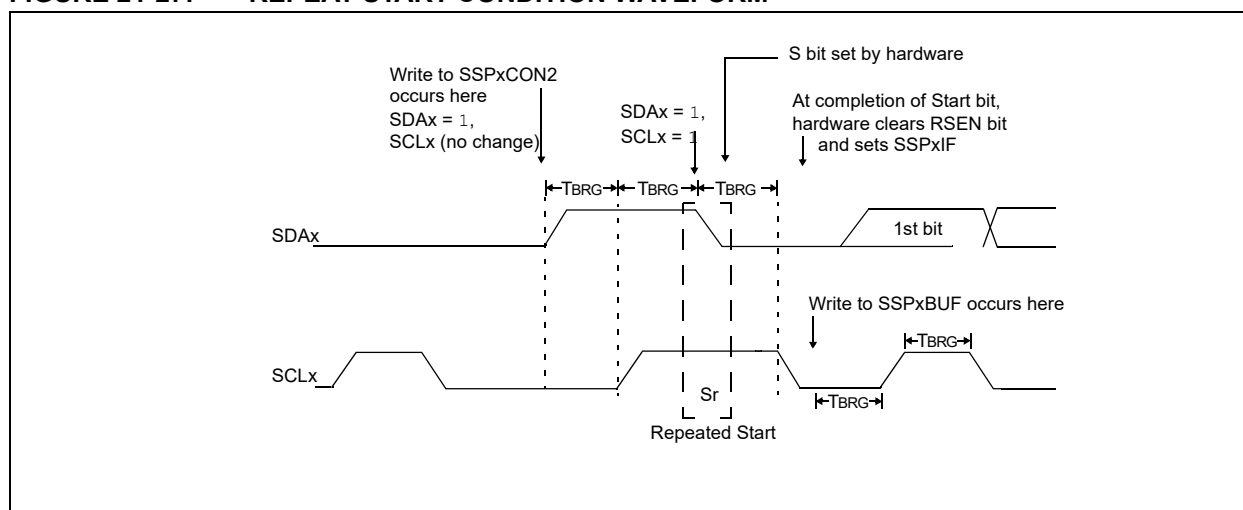 S bit set by hardware
Write to SSPxCON2
occurs here
SDAx = 1,
SCLx (no change)
SDAx = 1,
SCLx = 1
At completion of Start bit,
hardware clears RSEN bit
and sets SSPxIF
TBRG TBRG TBRG
SDAx
1st bit
Write to SSPxBUF occurs here
TBRG
SCLx
Sr
TBRG
Repeated Start